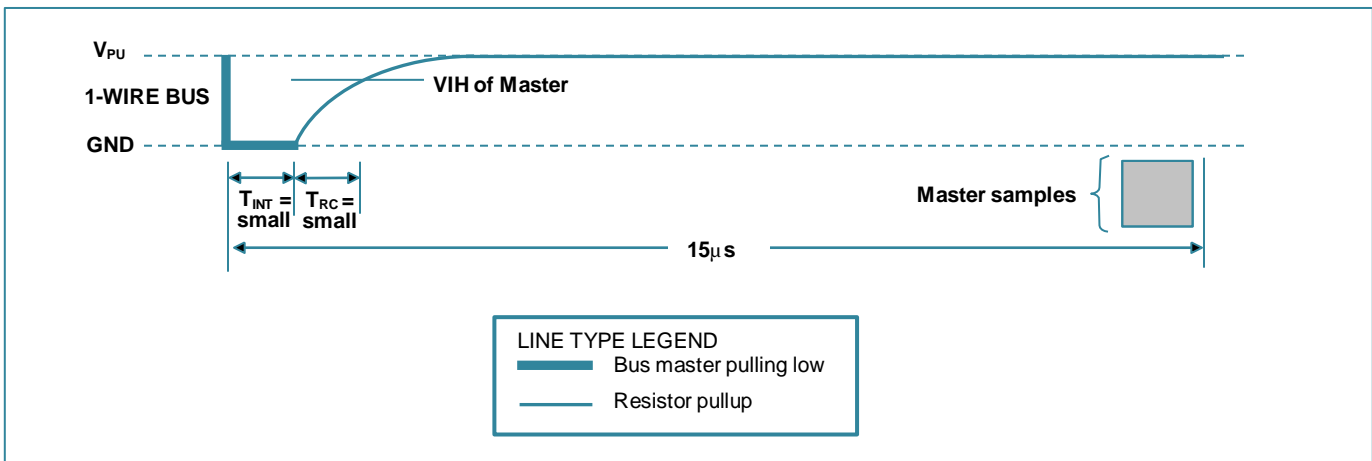 VPU
1-WIRE BUS
VIH of Master
GND
TINT =
small
TRC =
small
Master samples
15μs
LINE TYPE LEGEND
Bus master pulling low
Resistor pullup